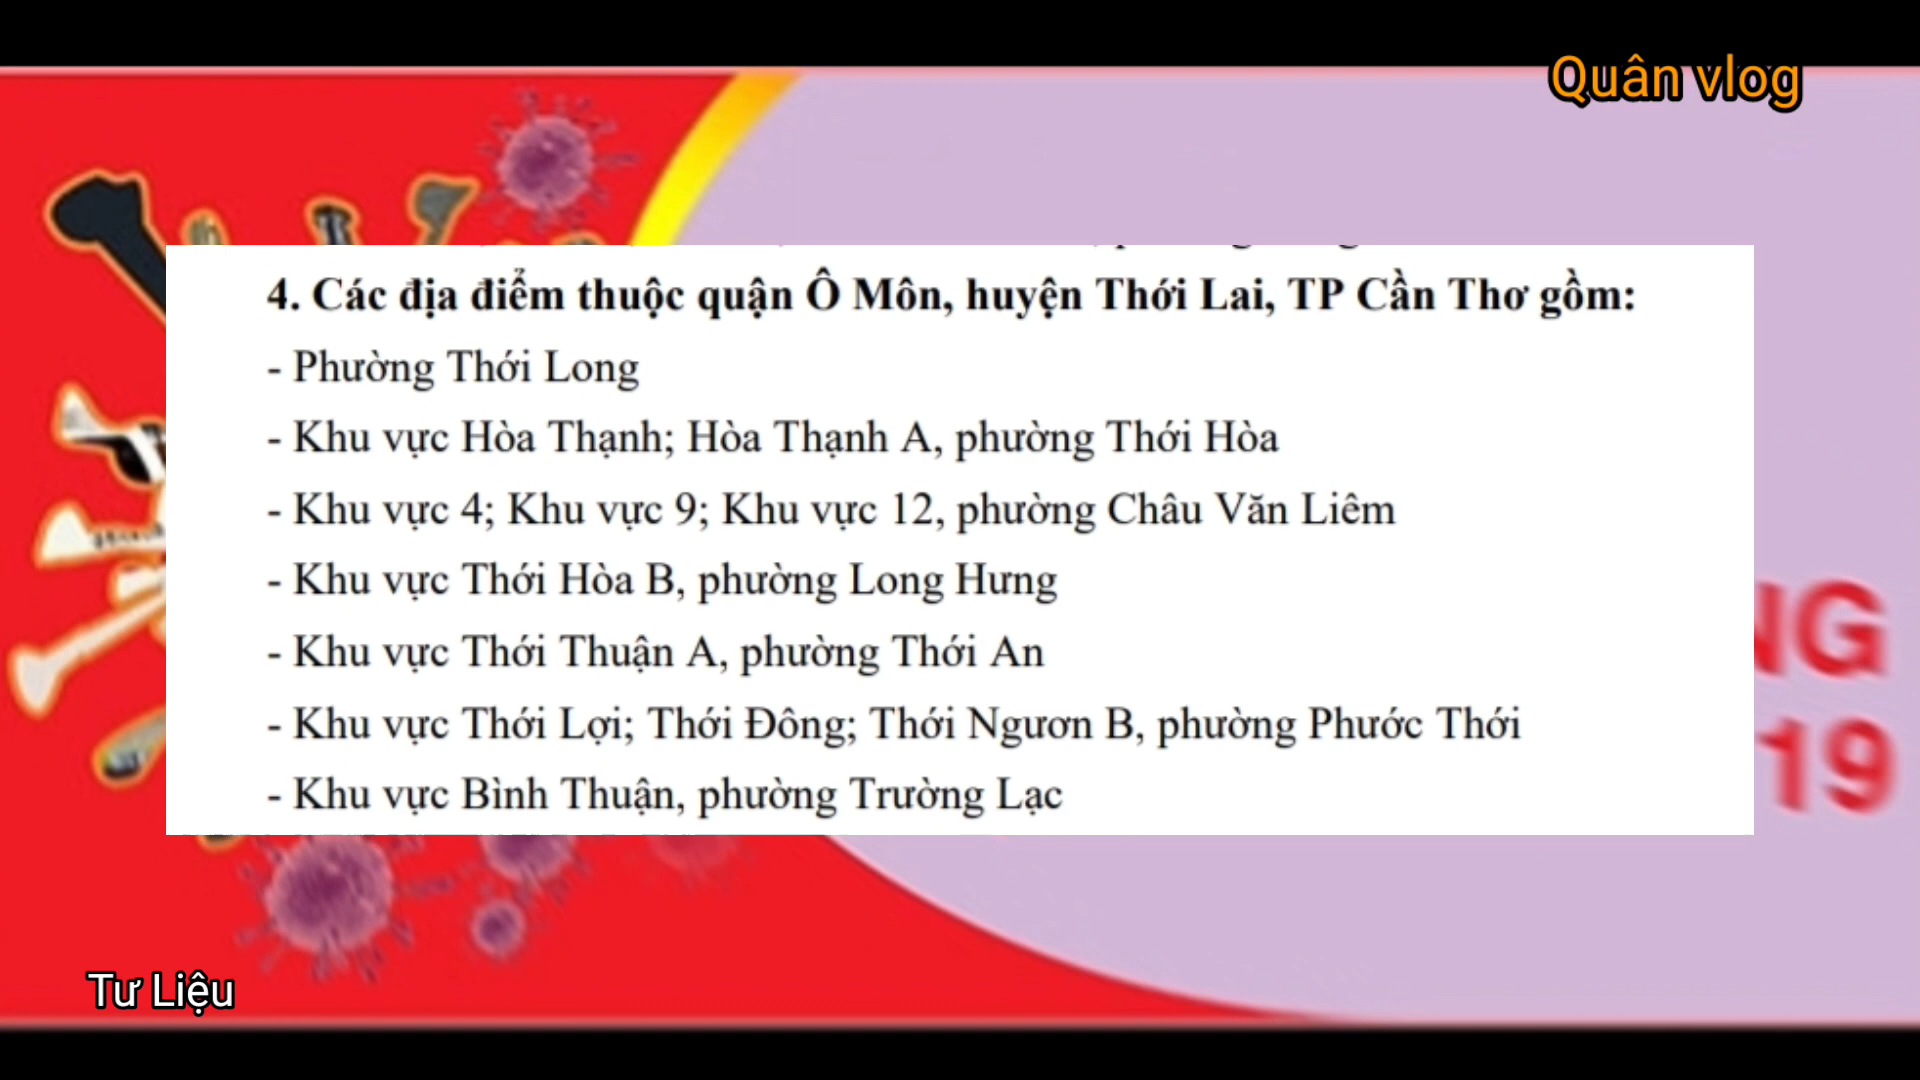 Quân vlog
4. Các địa điểm thuộc quận Ô Môn, huyện Thới Lai, TP Cần Thơ gồm:
- Phường Thới Long
- Khu vực Hòa Thạnh; Hòa Thạnh A, phường Thới Hòa
- Khu vực 4; Khu vực 9; Khu vực 12, phường Châu Văn Liêm
- Khu vực Thới Hòa B, phường Long Hưng
- Khu vực Thới Thuận A, phường Thới An
- Khu vực Thới Lợi; Thới Đông; Thới Ngươn B, phường Phước Thới
- Khu vực Bình Thuận, phường Trường Lạc
NG
19
Tư Liệu